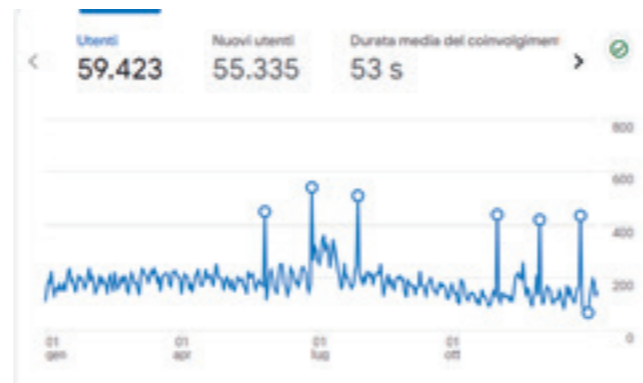 Utenti
Nuovi utenti
Durata media del coinvolgimen
59.423
55.335
53 s
800
600
400
200
0
01
gen
01
apr
01
lug
01
ott